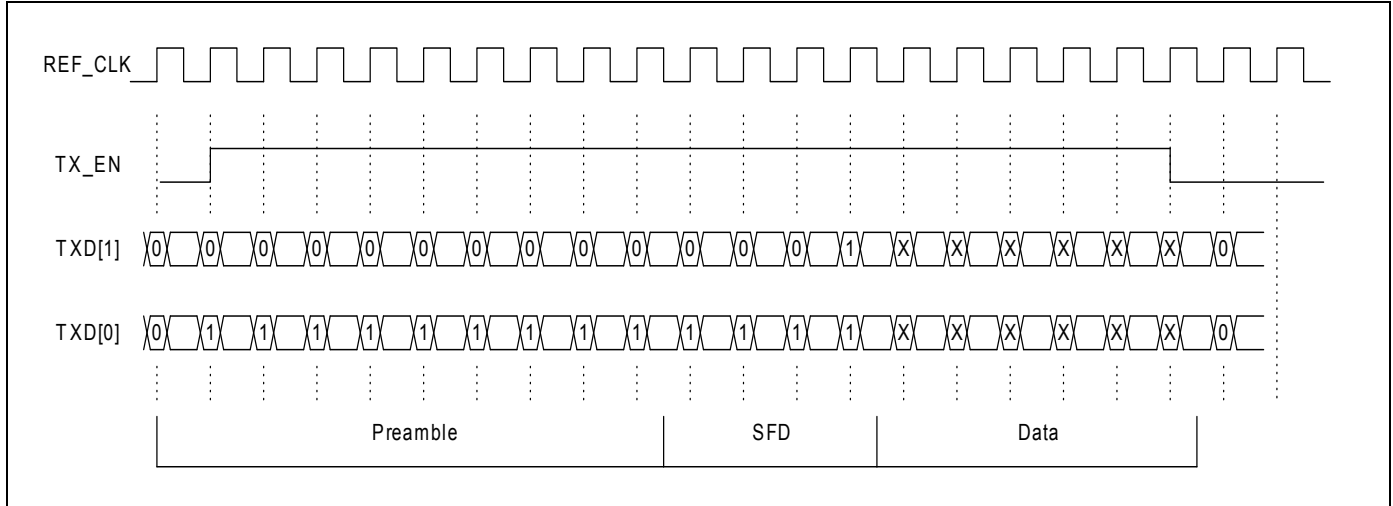 REF_CLK
TX_EN
TXD[1] 0 0 0 0 0 0 0 0 0 0 0 0 0 1 X X X X X X 0
TXD[0] 0 1 1 1 1 1 1 1 1 1 1 1 1 1 X X X X X X 0
Preamble SFD Data